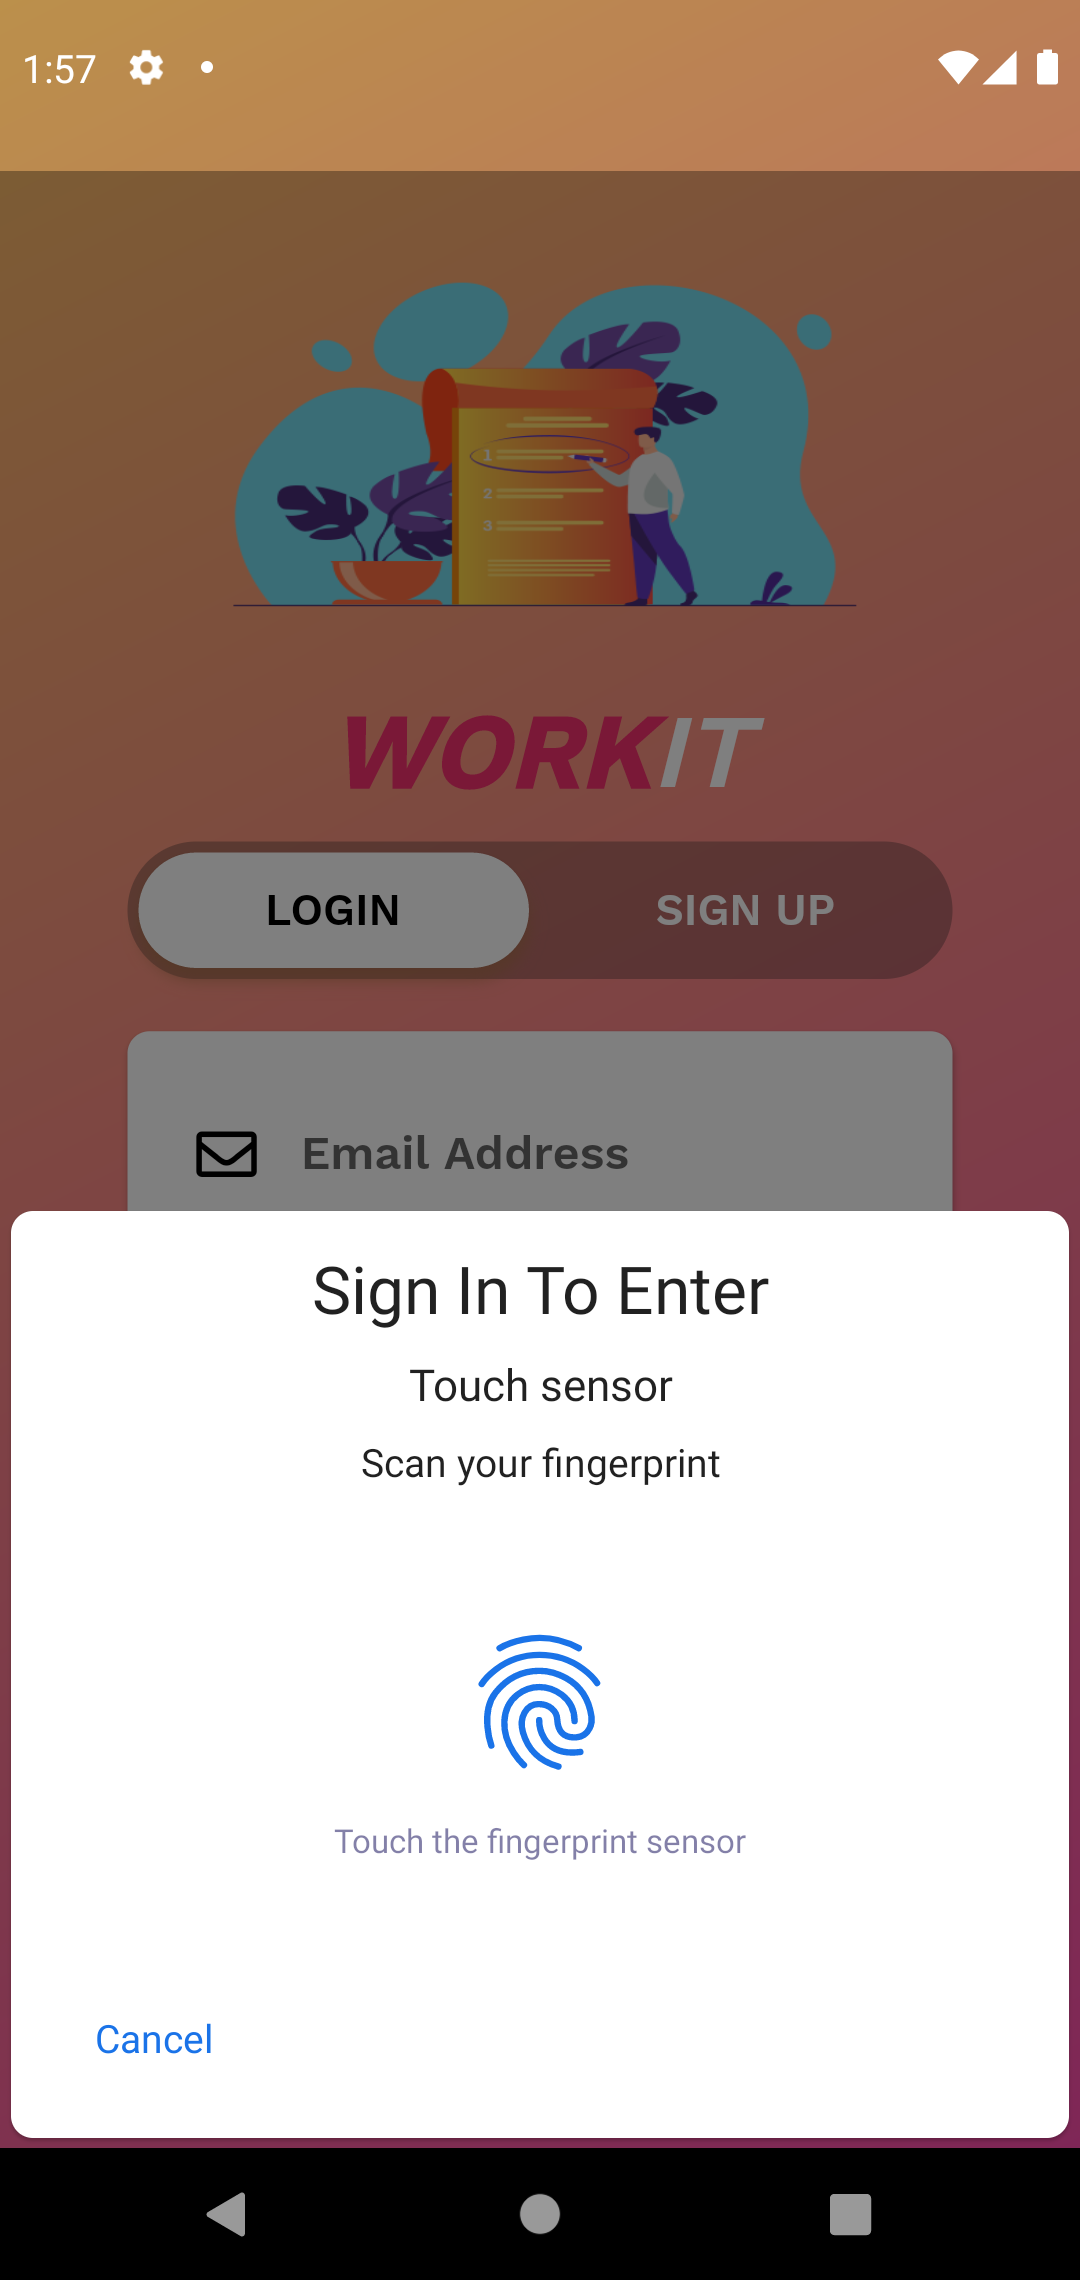 1:57
1
2
3
WORKIT
LOGIN
SIGN UP
Email Address
Sign In To Enter
Touch sensor
Scan your fingerprint
Touch the fingerprint sensor
Cancel